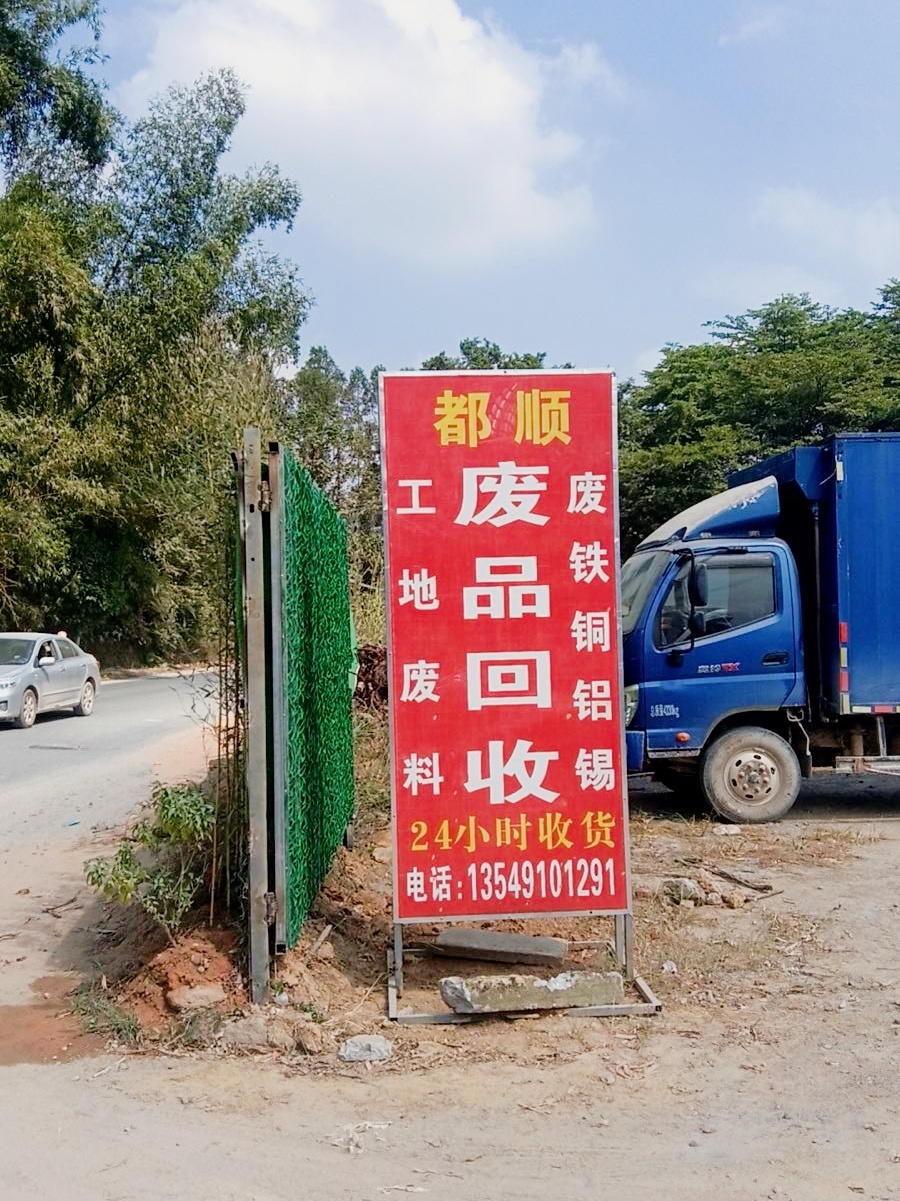 都顺
工地废料
废品回收
废铁铜铝锡
24小时收货
电话:13549101291